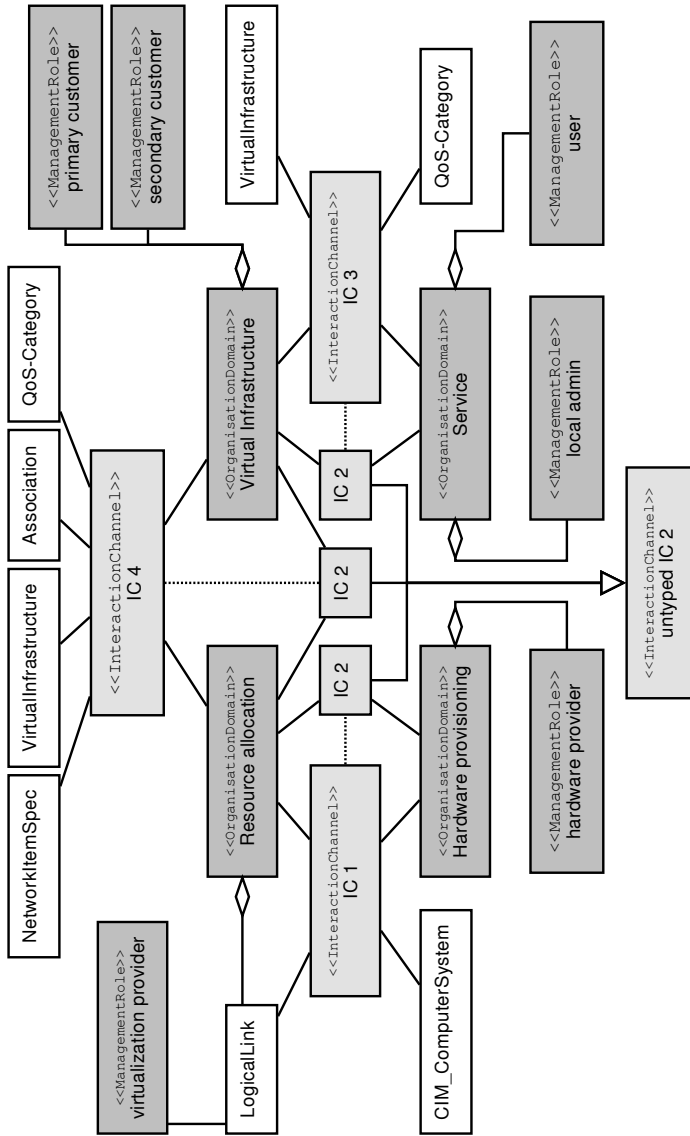 NetworkItemSpec
VirtualInfrastructure
Association
QoS-Category
<<ManagementRole>>
primary customer
<<ManagementRole>>
virtualization provider
<<InteractionChannel>>
IC 4
<<ManagementRole>>
secondary customer
LogicalLink
<<OrganisationDomain>>
Resource allocation
<<OrganisationDomain>>
Virtual Infrastructure
VirtualInfrastructure
<<InteractionChannel>>
IC 1
IC 2
IC 2
IC 2
<<InteractionChannel>>
IC 3
CIM_ComputerSystem
<<OrganisationDomain>>
Hardware provisioning
<<OrganisationDomain>>
Service
QoS-Category
<<ManagementRole>>
hardware provider
<<ManagementRole>>
local admin
<<ManagementRole>>
user
<<InteractionChannel>>
untyped IC 2